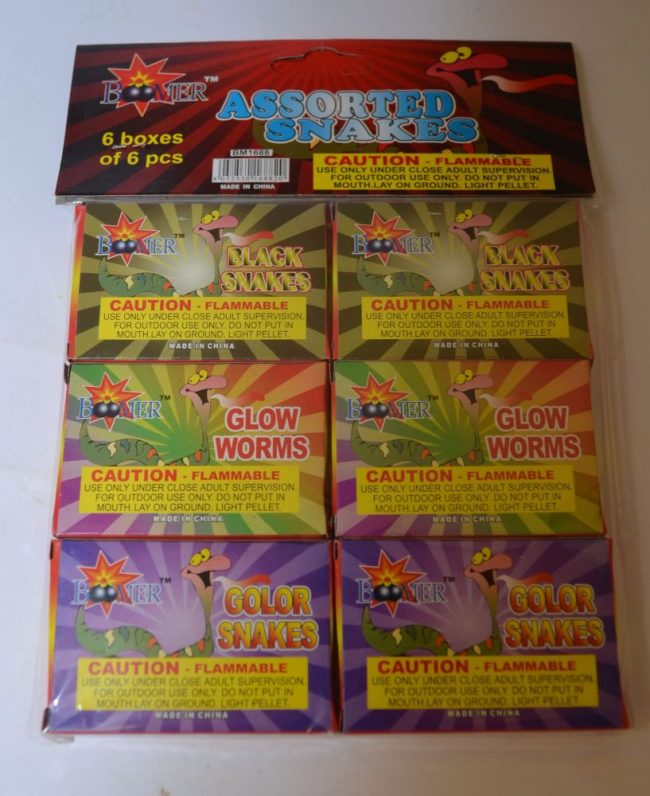 BOOMER™
ASSORTED
SNAKES
6 boxes
of 6 pcs
BM1688
MADE IN CHINA
CAUTION - FLAMMABLE
USE ONLY UNDER CLOSE ADULT SUPERVISION.
FOR OUTDOOR USE ONLY, DO NOT PUT IN
MOUTH.LAY ON GROUND. LIGHT PELLET.
BOOMER™
BLACK
SNAKES
CAUTION - FLAMMABLE
USE ONLY UNDER CLOSE ADULT SUPERVISION.
FOR OUTDOOR USE ONLY. DO NOT PUT IN
MOUTH.LAY ON GROUND. LIGHT PELLET.
MADE IN CHINA
BOOMER™
BLACK
SNAKES
CAUTION - FLAMMABLE
USE ONLY UNDER CLOSE ADULT SUPERVISION.
FOR OUTDOOR USE ONLY. DO NOT PUT IN
MOUTH.LAY ON GROUND. LIGHT PELLET.
MADE IN CHINA
BOOMER™
GLOW
WORMS
CAUTION - FLAMMABLE
USE ONLY UNDER CLOSE ADULT SUPERVISION.
FOR OUTDOOR USE ONLY. DO NOT PUT IN
MOUTH.LAY ON GROUND. LIGHT PELLET.
MADE IN CHINA
BOOMER™
GLOW
WORMS
CAUTION - FLAMMABLE
USE ONLY UNDER CLOSE ADULT SUPERVISION.
FOR OUTDOOR USE ONLY. DO NOT PUT IN
MOUTH.LAY ON GROUND. LIGHT PELLET.
MADE IN CHINA
BOOMER™
GOLOR
SNAKES
CAUTION - FLAMMABLE
USE ONLY UNDER CLOSE ADULT SUPERVISION.
FOR OUTDOOR USE ONLY. DO NOT PUT IN
MOUTH.LAY ON GROUND. LIGHT PELLET.
MADE IN CHINA
BOOMER™
GOLOR
SNAKES
CAUTION - FLAMMABLE
USE ONLY UNDER CLOSE ADULT SUPERVISION.
FOR OUTDOOR USE ONLY. DO NOT PUT IN
MOUTH.LAY ON GROUND. LIGHT PELLET.
MADE IN CHINA